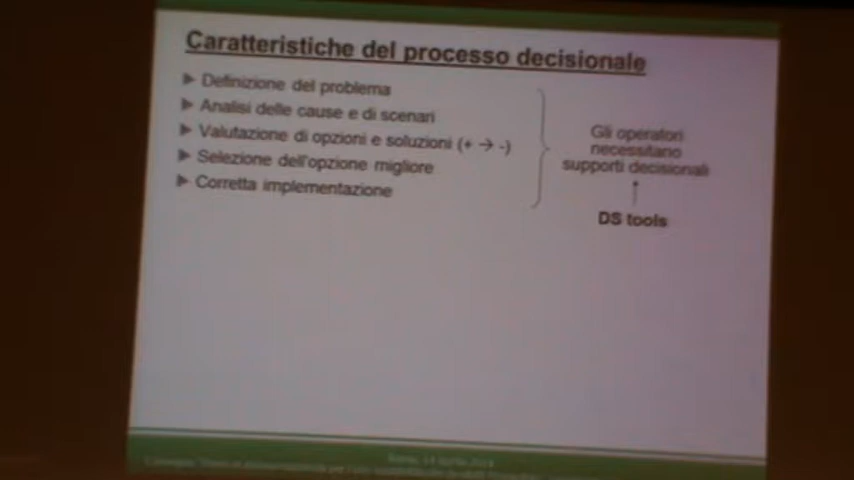 Caratteristiche del processo decisionale
Definizione del problema
Analisi delle cause e di scenari
Valutazione di opzioni e soluzioni (+ → -)
Selezione dell'opzione migliore
Corretta implementazione
Gli operatori
necessitano
supporti decisionali
DS tools